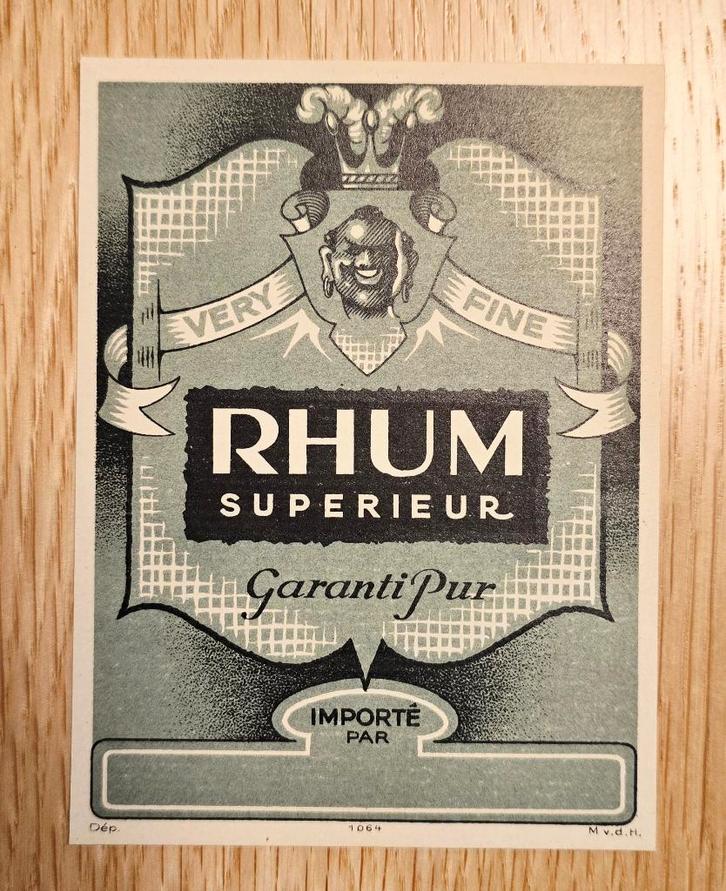 VERY FINE
RHUM
SUPERIEUR
Garanti Pur
IMPORTÉ
PAR
Dép. 1064 M v.d.H.